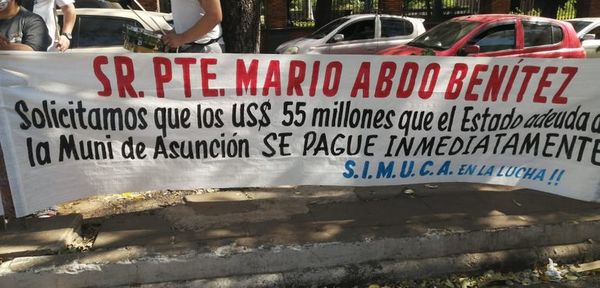 SR. PTE. MARIO ABDO BENÍTEZ
Solicitamos que los US$ 55 millones que el Estado adeuda a
la Muni de Asunción SE PAGUE INMEDIATAMENTE
S.I.M.U.C.A. EN LA LUCHA!!